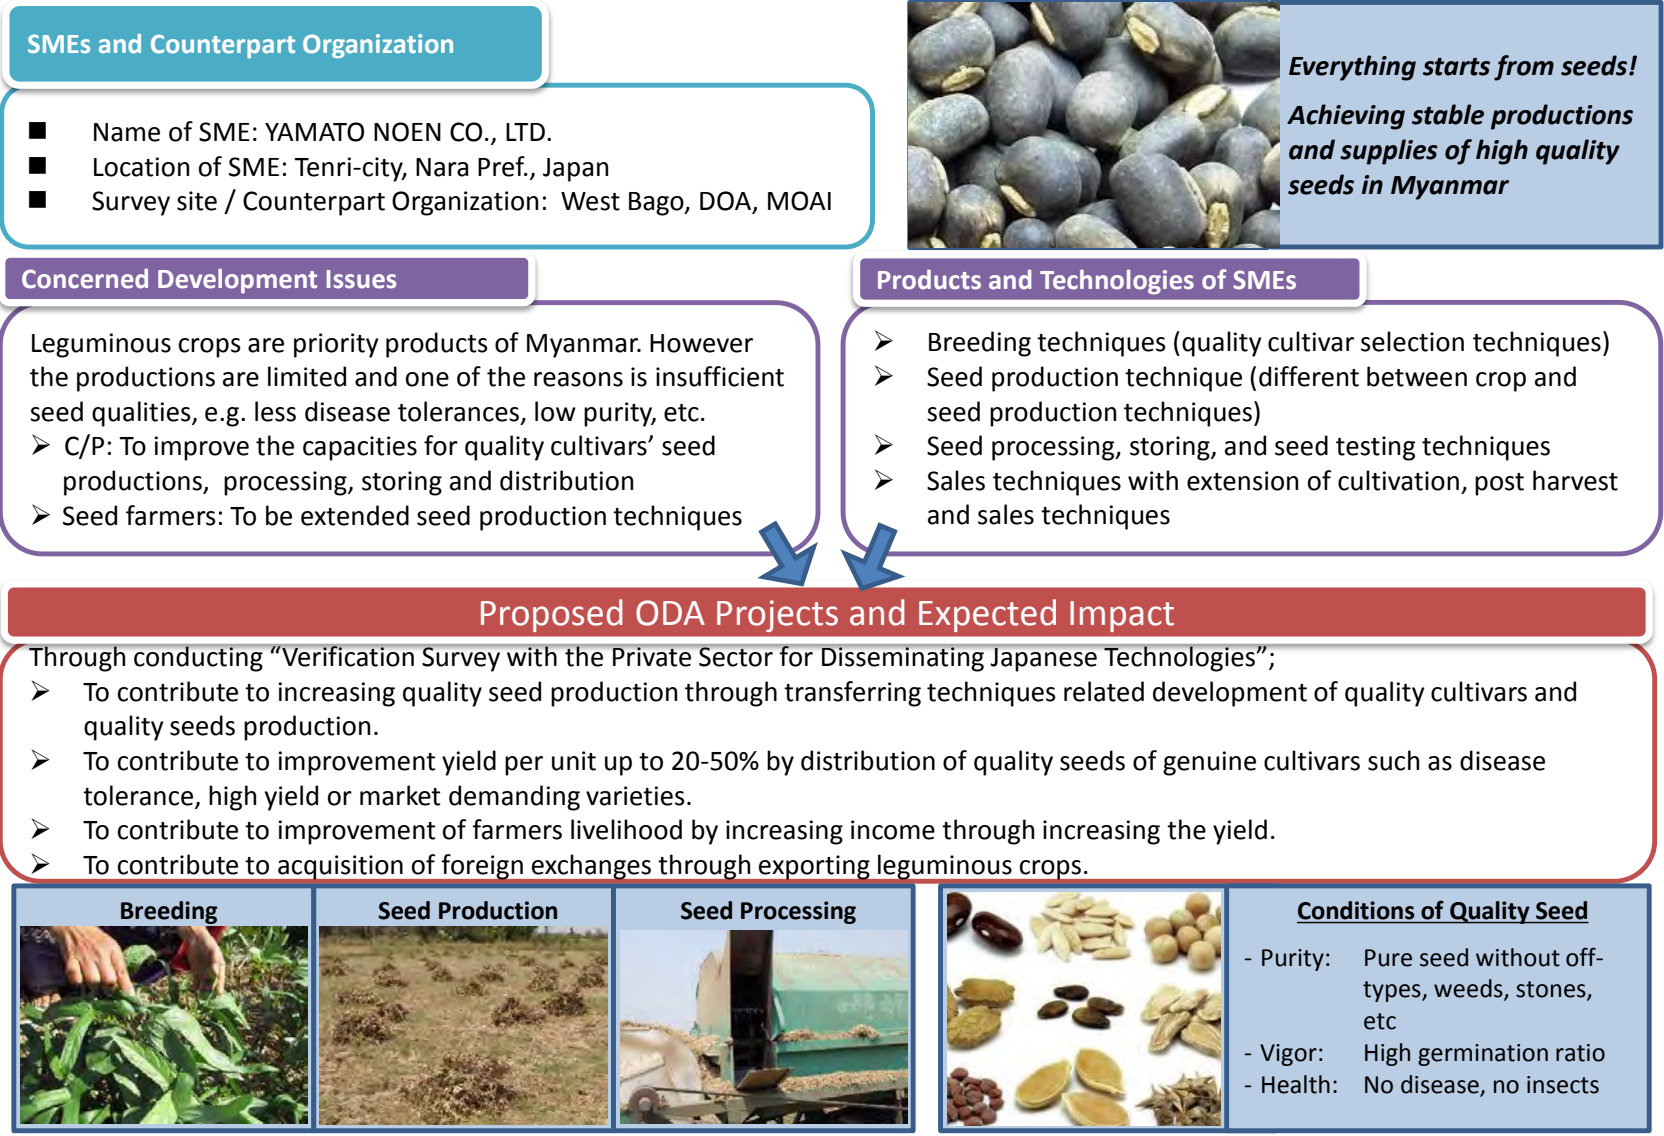 SMEs and Counterpart Organization
■ Name of SME: YAMATO NOEN CO., LTD.
■ Location of SME: Tenri-city, Nara Pref., Japan
■ Survey site / Counterpart Organization: West Bago, DOA, MOAI
Everything starts from seeds!
Achieving stable productions
and supplies of high quality
seeds in Myanmar
Concerned Development Issues
Leguminous crops are priority products of Myanmar. However
the productions are limited and one of the reasons is insufficient
seed qualities, e.g. less disease tolerances, low purity, etc.
➢ C/P: To improve the capacities for quality cultivars’ seed
productions, processing, storing and distribution
➢ Seed farmers: To be extended seed production techniques
Products and Technologies of SMEs
➢ Breeding techniques (quality cultivar selection techniques)
➢ Seed production technique (different between crop and
seed production techniques)
➢ Seed processing, storing, and seed testing techniques
➢ Sales techniques with extension of cultivation, post harvest
and sales techniques
Proposed ODA Projects and Expected Impact
Through conducting “Verification Survey with the Private Sector for Disseminating Japanese Technologies”;
➢ To contribute to increasing quality seed production through transferring techniques related development of quality cultivars and
quality seeds production.
➢ To contribute to improvement yield per unit up to 20-50% by distribution of quality seeds of genuine cultivars such as disease
tolerance, high yield or market demanding varieties.
➢ To contribute to improvement of farmers livelihood by increasing income through increasing the yield.
➢ To contribute to acquisition of foreign exchanges through exporting leguminous crops.
Breeding
Seed Production
Seed Processing
Conditions of Quality Seed
- Purity: Pure seed without off-
types, weeds, stones,
etc
- Vigor: High germination ratio
- Health: No disease, no insects